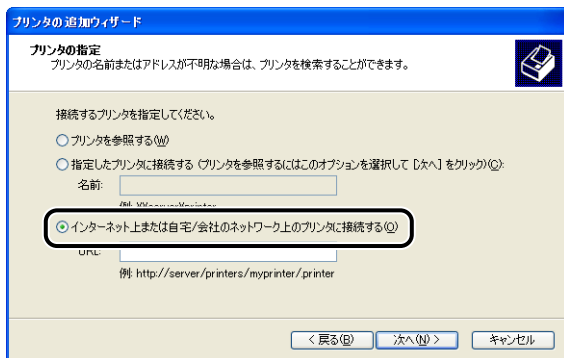 プリンタの追加ウィザード
プリンタの指定
プリンタの名前またはアドレスが不明な場合は、プリンタを検索することができます。
接続するプリンタを指定してください。
プリンタを参照する(W)
指定したプリンタに接続する (プリンタを参照するにはこのオプションを選択して [次へ] をクリック)(C):
名前:
例: ¥¥server¥printer
インターネット上または自宅/会社のネットワーク上のプリンタに接続する(O)
URL:
例: http://server/printers/myprinter/.printer
< 戻る(B)
次へ(N) >
キャンセル